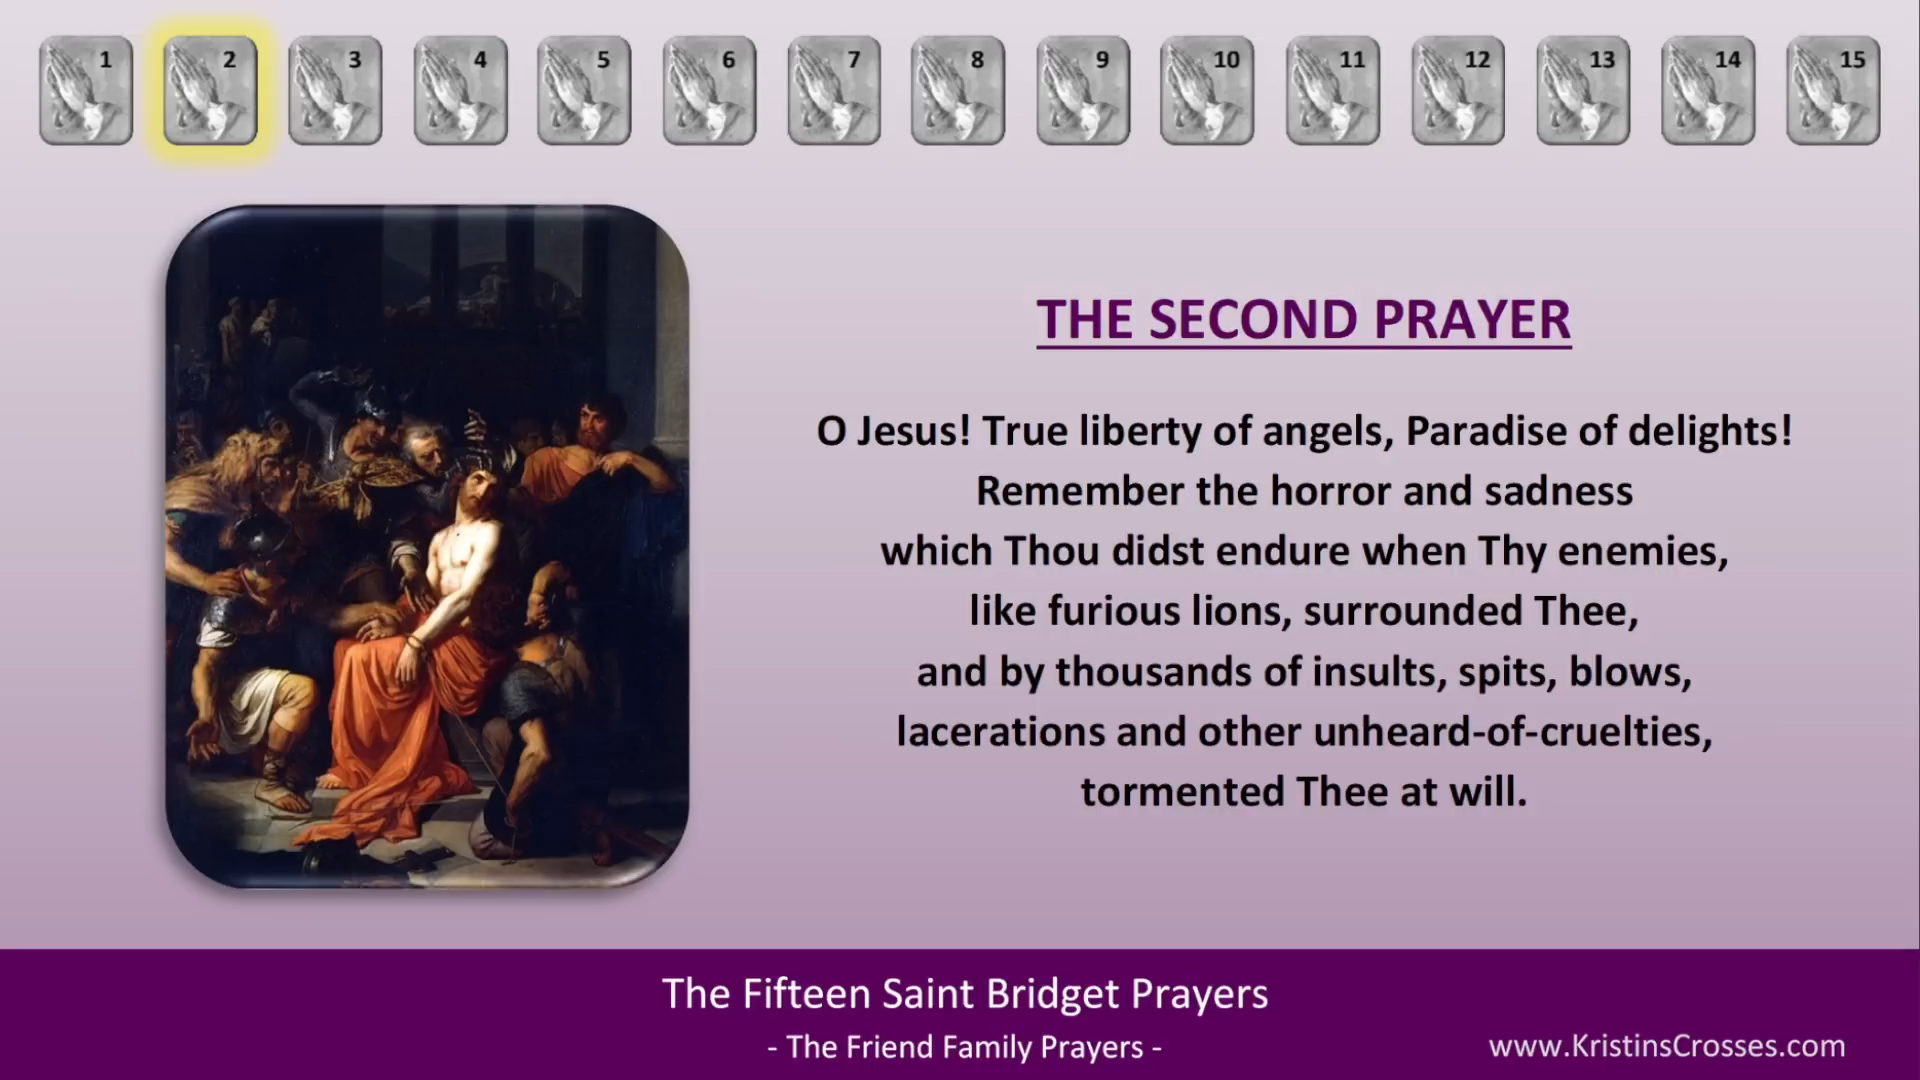 1 2 3 4 5 6 7 8 9 10 11 12 13 14 15
THE SECOND PRAYER
O Jesus! True liberty of angels, Paradise of delights!
Remember the horror and sadness
which Thou didst endure when Thy enemies,
like furious lions, surrounded Thee,
and by thousands of insults, spits, blows,
lacerations and other unheard-of-cruelties,
tormented Thee at will.
The Fifteen Saint Bridget Prayers
- The Friend Family Prayers -
www.KristinsCrosses.com